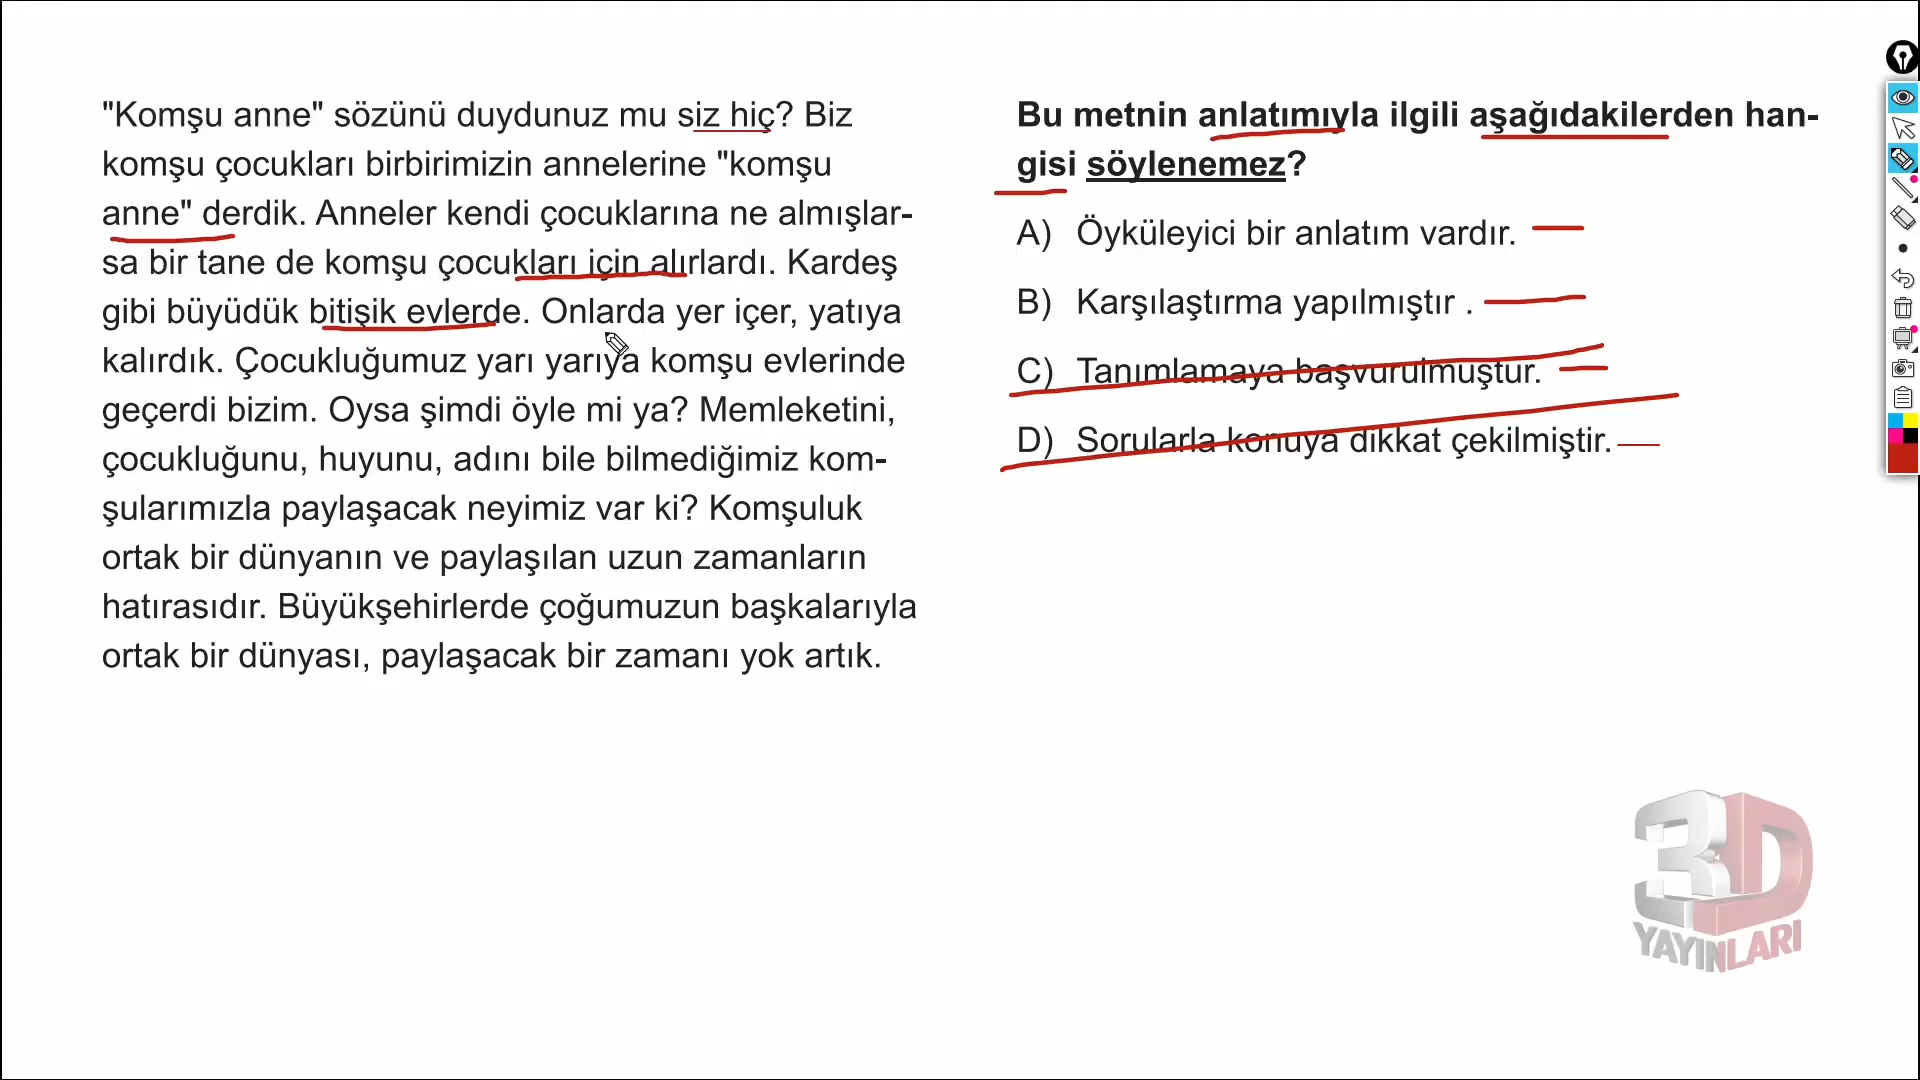 "Komşu anne" sözünü duydunuz mu siz hiç? Biz
komşu çocukları birbirimizin annelerine "komşu
anne" derdik. Anneler kendi çocuklarına ne almışlar-
sa bir tane de komşu çocukları için alırlardı. Kardeş
gibi büyüdük bitişik evlerde. Onlarda yer içer, yatıya
kalırdık. Çocukluğumuz yarı yarıya komşu evlerinde
geçerdi bizim. Oysa şimdi öyle mi ya? Memleketini,
çocukluğunu, huyunu, adını bile bilmediğimiz kom-
şularımızla paylaşacak neyimiz var ki? Komşuluk
ortak bir dünyanın ve paylaşılan uzun zamanların
hatırasıdır. Büyükşehirlerde çoğumuzun başkalarıyla
ortak bir dünyası, paylaşacak bir zamanı yok artık.
Bu metnin anlatımıyla ilgili aşağıdakilerden han-
gisi söylenemez?
A) Öyküleyici bir anlatım vardır.
B) Karşılaştırma yapılmıştır .
C) Tanımlamaya başvurulmuştur.
D) Sorularla konuya dikkat çekilmiştir.
3D
YAYINLARI